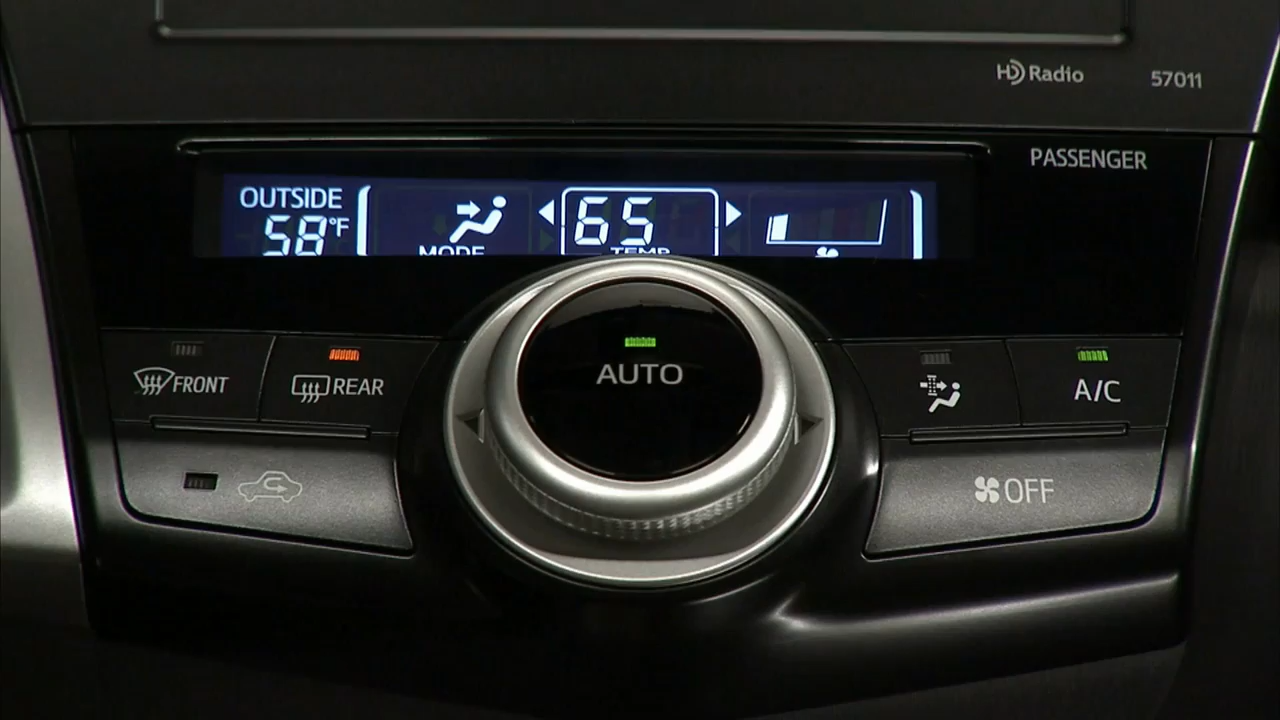 HD Radio
57011
PASSENGER
OUTSIDE
58°F
MODE
65
TEMP
FRONT
REAR
AUTO
A/C
OFF